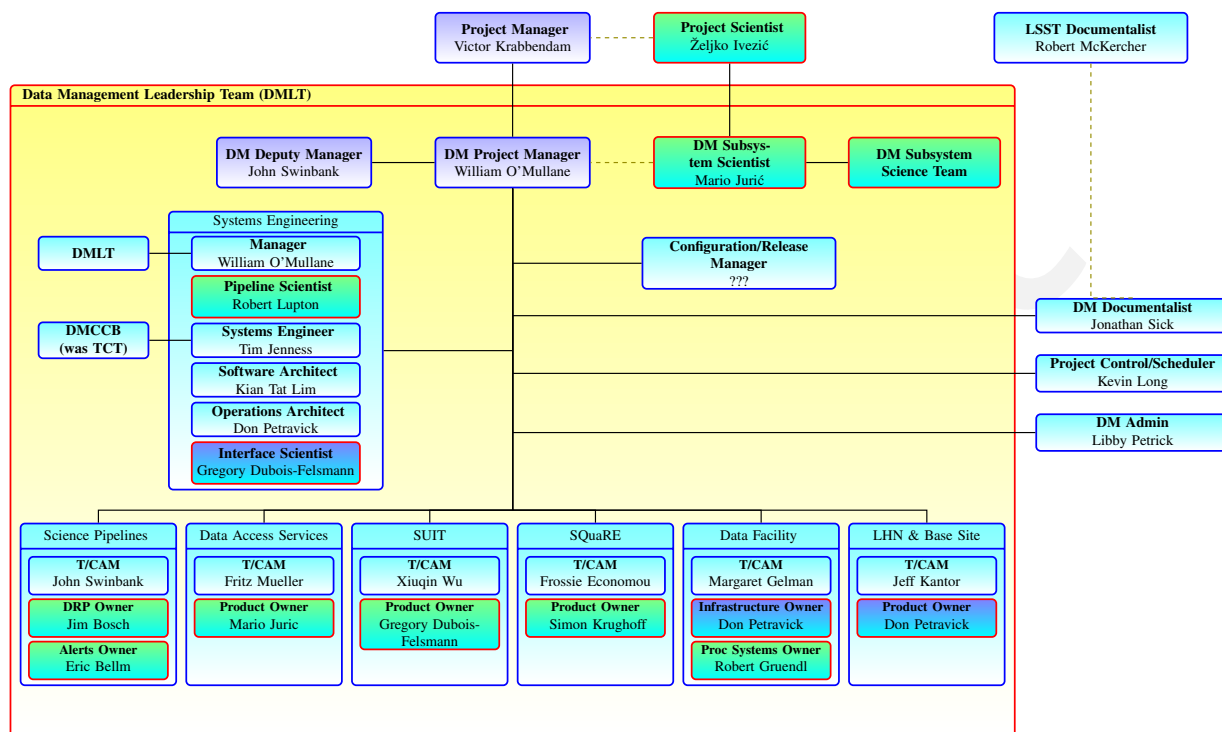 Project Manager
Victor Krabbendam
Project Scientist
Željko Ivezić
LSST Documentalist
Robert McKercher
Data Management Leadership Team (DMLT)
DM Deputy Manager
John Swinbank
DM Project Manager
William O'Mullane
DM Subsys-
tem Scientist
Mario Jurić
DM Subsystem
Science Team
Systems Engineering
DMLT
Manager
William O'Mullane
Pipeline Scientist
Robert Lupton
DMCCB
(was TCT)
Systems Engineer
Tim Jenness
Software Architect
Kian Tat Lim
Operations Architect
Don Petravick
Interface Scientist
Gregory Dubois-Felsmann
Configuration/Release
Manager
???
DM Documentalist
Jonathan Sick
Project Control/Scheduler
Kevin Long
DM Admin
Libby Petrick
Science Pipelines
T/CAM
John Swinbank
DRP Owner
Jim Bosch
Alerts Owner
Eric Bellm
Data Access Services
T/CAM
Fritz Mueller
Product Owner
Mario Juric
SUIT
T/CAM
Xiuqin Wu
Product Owner
Gregory Dubois-
Felsmann
SQuaRE
T/CAM
Frossie Economou
Product Owner
Simon Krughoff
Data Facility
T/CAM
Margaret Gelman
Infrastructure Owner
Don Petravick
Proc Systems Owner
Robert Gruendl
LHN & Base Site
T/CAM
Jeff Kantor
Product Owner
Don Petravick